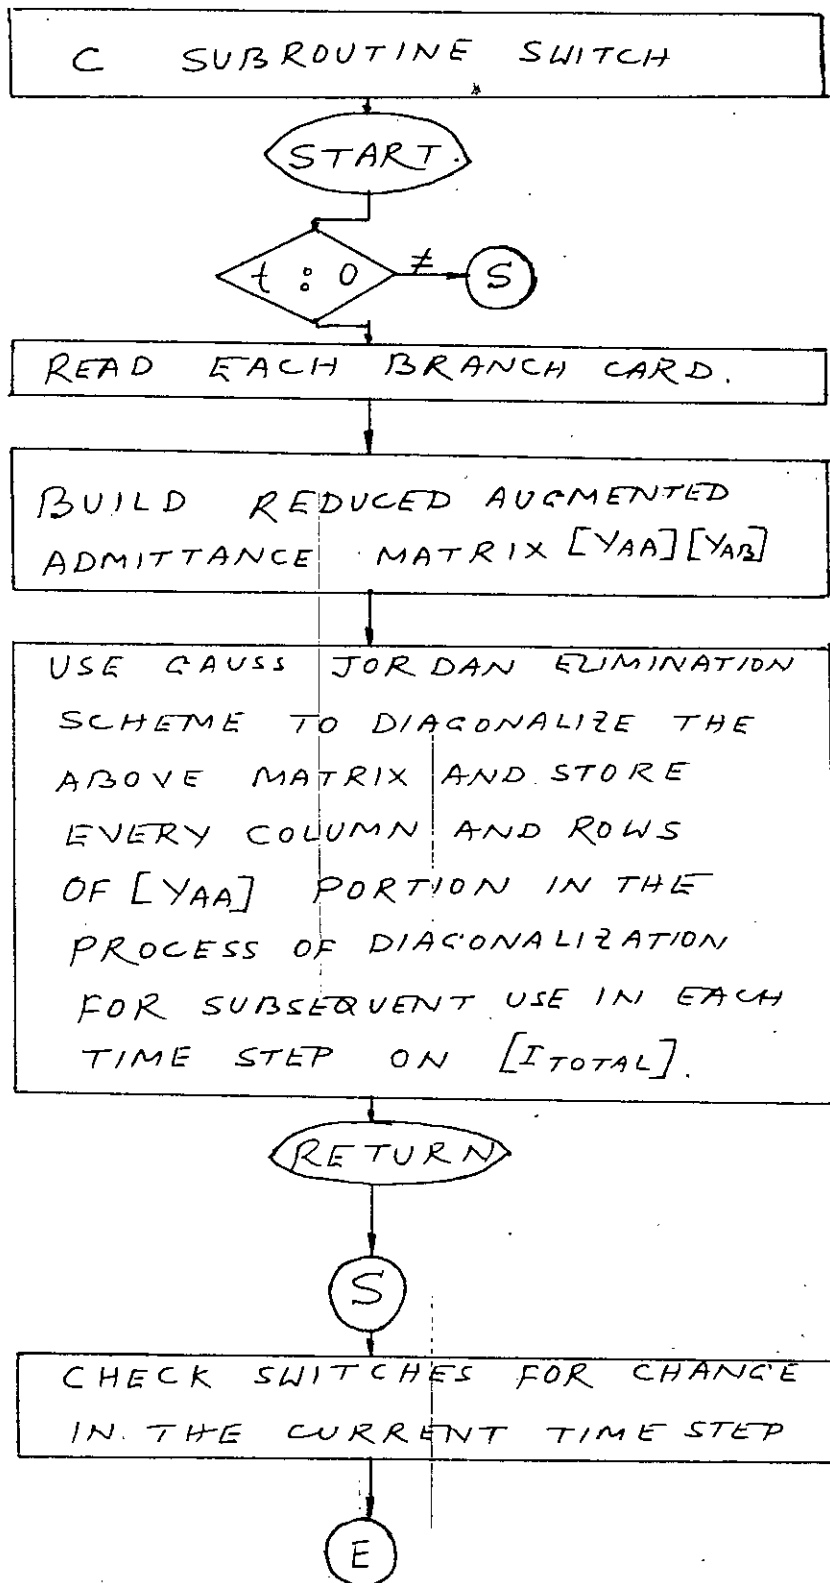 C SUBROUTINE SWITCH
START.
t : 0 ≠ S
READ EACH BRANCH CARD.
BUILD REDUCED AUGMENTED
ADMITTANCE MATRIX [YAA][YAB]
USE GAUSS JORDAN ELIMINATION
SCHEME TO DIAGONALIZE THE
ABOVE MATRIX AND STORE
EVERY COLUMN AND ROWS
OF [YAA] PORTION IN THE
PROCESS OF DIAGONALIZATION
FOR SUBSEQUENT USE IN EACH
TIME STEP ON [ITOTAL].
RETURN
S
CHECK SWITCHES FOR CHANGE
IN THE CURRENT TIME STEP
E